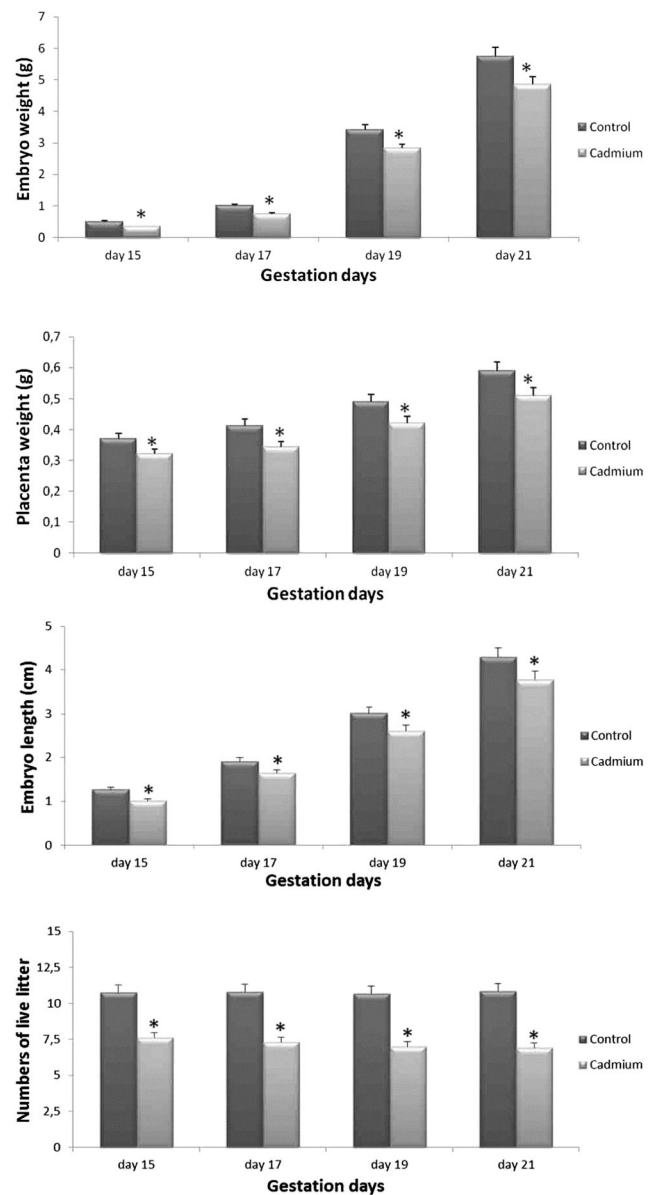 Embryo weight (g)
7
6
5
4
3
2
1
0
* * * *
day 15 day 17 day 19 day 21
Gestation days
Control
Cadmium
Placenta weight (g)
0,7
0,6
0,5
0,4
0,3
0,2
0,1
0
* * * *
day 15 day 17 day 19 day 21
Gestation days
Control
Cadmium
Embryo length (cm)
5
4
3
2
1
0
* * * *
day 15 day 17 day 19 day 21
Gestation days
Control
Cadmium
Numbers of live litter
15
12,5
10
7,5
5
2,5
0
* * * *
day 15 day 17 day 19 day 21
Gestation days
Control
Cadmium